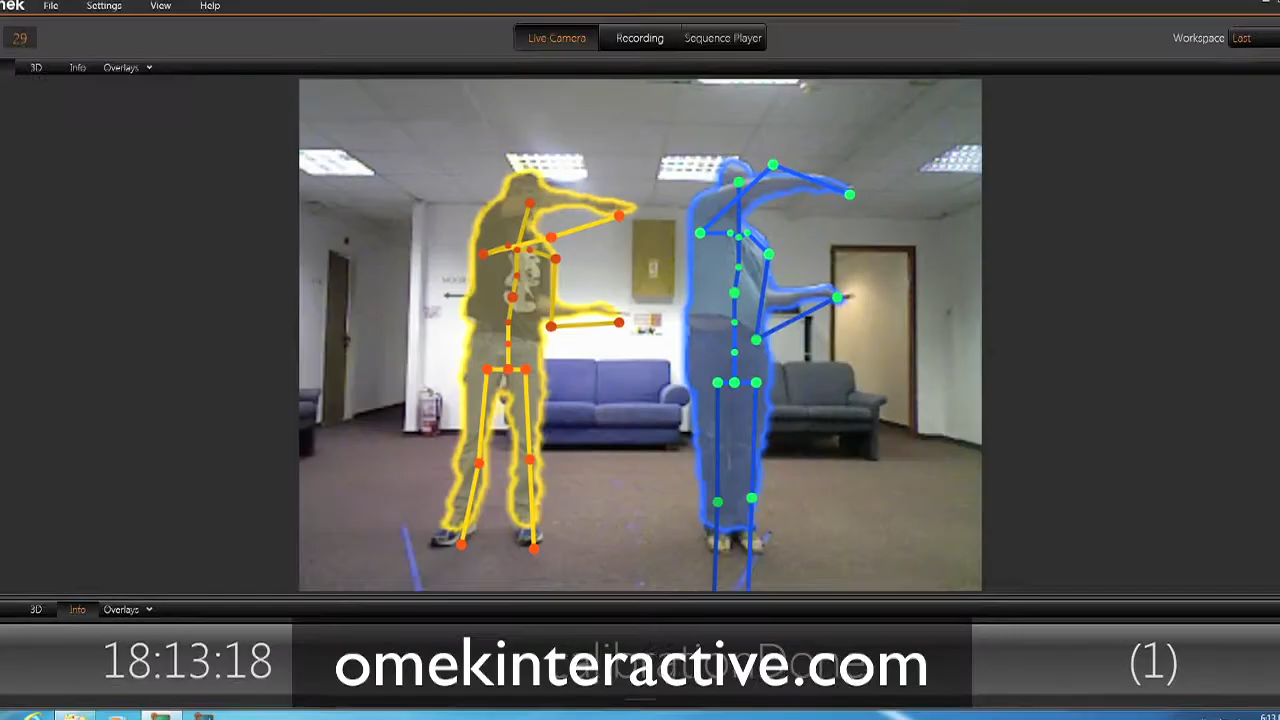 nek File Settings View Help
29 Live Camera Recording Sequence Player Workspace Last
3D Info Overlays
3D Info Overlays
18:13:18 omekinteractive.com (1)